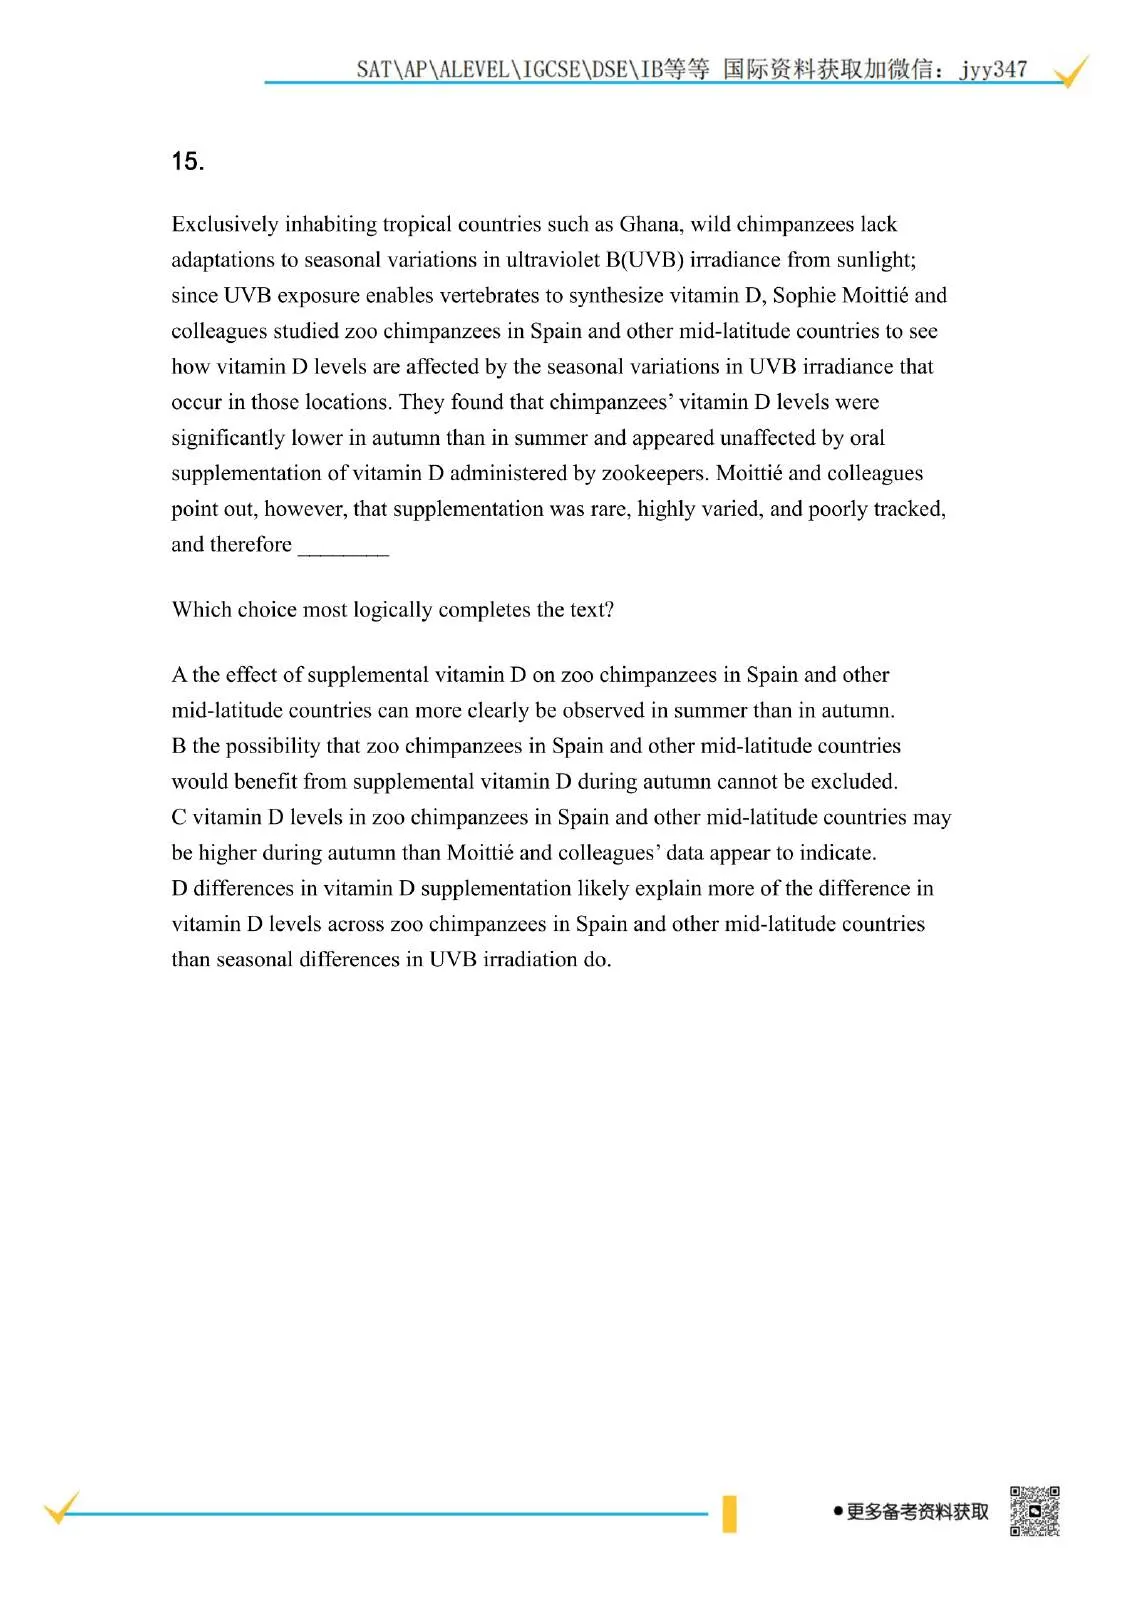 SAT\AP\ALEVEL\IGCSE\DSE\IB等等 国际资料获取加微信：jyy347
15.
Exclusively inhabiting tropical countries such as Ghana, wild chimpanzees lack
adaptations to seasonal variations in ultraviolet B(UVB) irradiance from sunlight;
since UVB exposure enables vertebrates to synthesize vitamin D, Sophie Moittié and
colleagues studied zoo chimpanzees in Spain and other mid-latitude countries to see
how vitamin D levels are affected by the seasonal variations in UVB irradiance that
occur in those locations. They found that chimpanzees’ vitamin D levels were
significantly lower in autumn than in summer and appeared unaffected by oral
supplementation of vitamin D administered by zookeepers. Moittié and colleagues
point out, however, that supplementation was rare, highly varied, and poorly tracked,
and therefore ________
Which choice most logically completes the text?
A the effect of supplemental vitamin D on zoo chimpanzees in Spain and other
mid-latitude countries can more clearly be observed in summer than in autumn.
B the possibility that zoo chimpanzees in Spain and other mid-latitude countries
would benefit from supplemental vitamin D during autumn cannot be excluded.
C vitamin D levels in zoo chimpanzees in Spain and other mid-latitude countries may
be higher during autumn than Moittié and colleagues’ data appear to indicate.
D differences in vitamin D supplementation likely explain more of the difference in
vitamin D levels across zoo chimpanzees in Spain and other mid-latitude countries
than seasonal differences in UVB irradiation do.
●更多备考资料获取